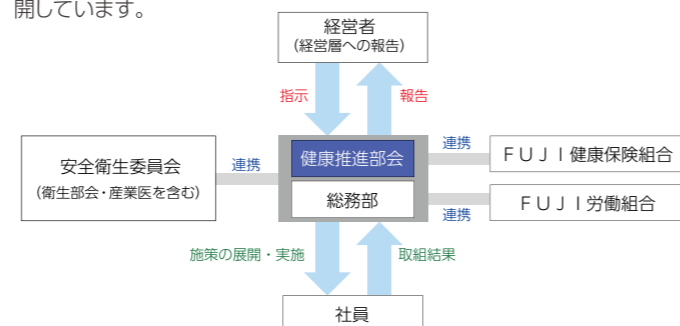 開しています。
経営者
(経営層への報告)
指示
報告
安全衛生委員会
(衛生部会・産業医を含む)
連携
健康推進部会
総務部
連携
ＦＵＪＩ健康保険組合
連携
ＦＵＪＩ労働組合
施策の展開・実施
取組結果
社員